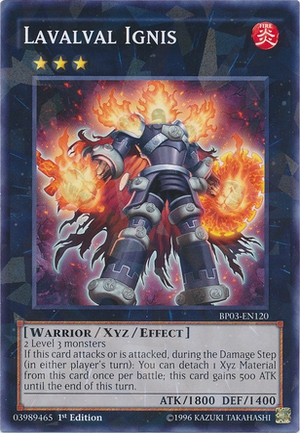 Lavalval Ignis
FIRE
炎
BP03-EN120
[Warrior / Xyz / Effect]
2 Level 3 monsters
If this card attacks or is attacked, during the Damage Step
(in either player's turn): You can detach 1 Xyz Material
from this card once per battle; this card gains 500 ATK
until the end of this turn.
ATK/1800 DEF/1400
03989465 1st Edition ©1996 KAZUKI TAKAHASHI